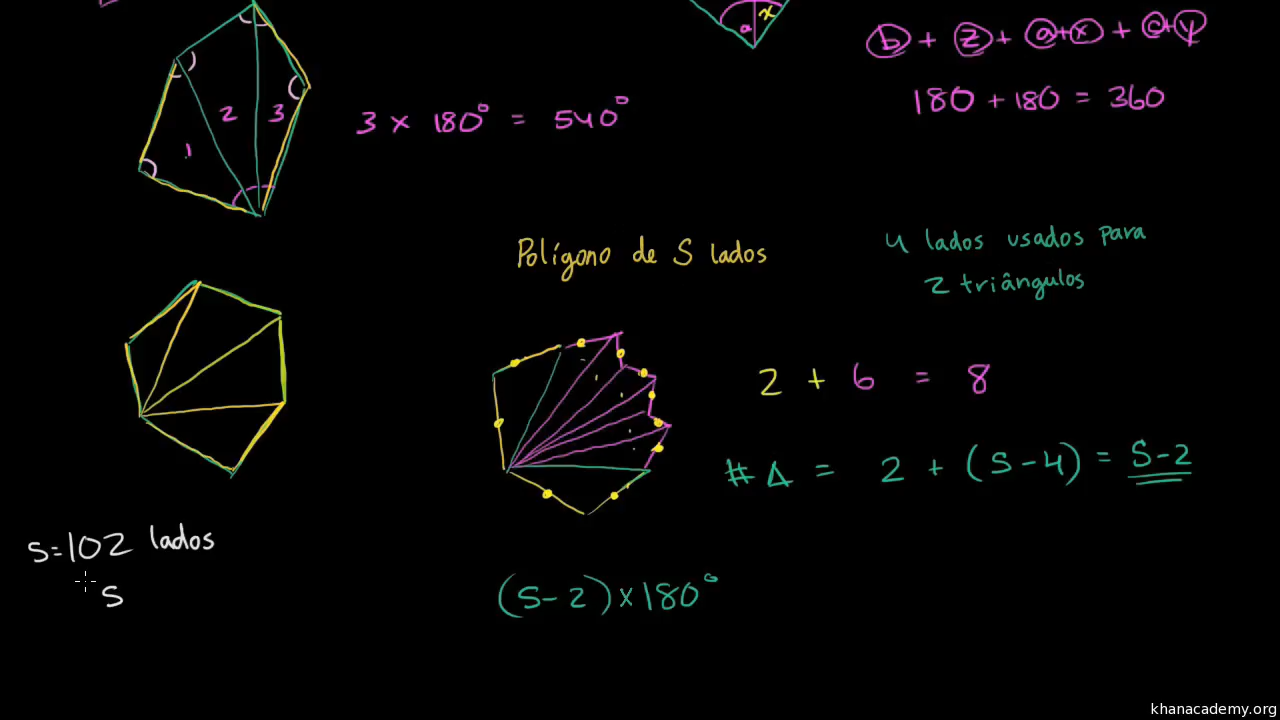 a x
b + z + a+x + c+y
180 + 180 = 360
1 2 3
3 x 180° = 540°
Polígono de S lados
4 lados usados para
2 triângulos
2 + 6 = 8
# Δ = 2 + (S-4) = S-2
S=102 lados
S
(S-2)x180°
khanacademy.org